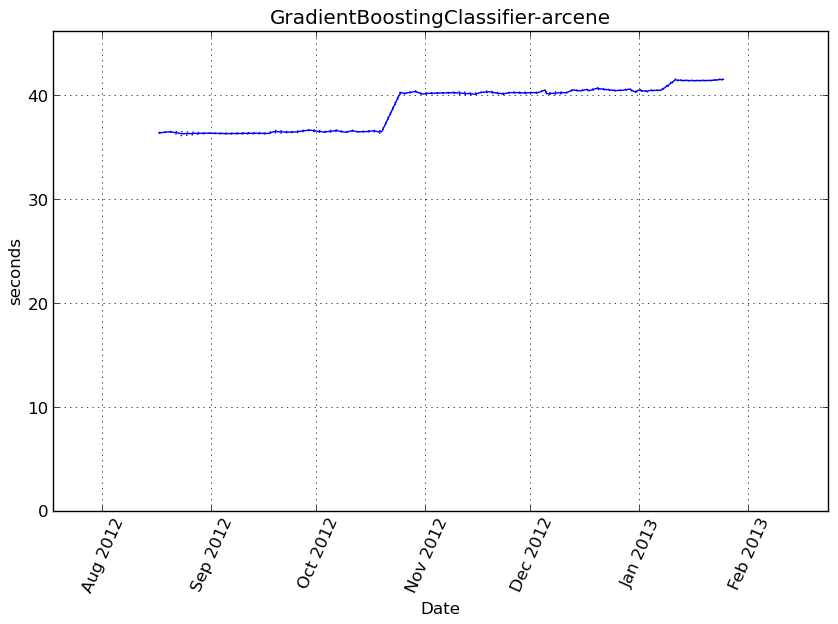 GradientBoostingClassifier-arcene
40
30
20
10
0
seconds
Aug 2012
Sep 2012
Oct 2012
Nov 2012
Dec 2012
Jan 2013
Feb 2013
Date